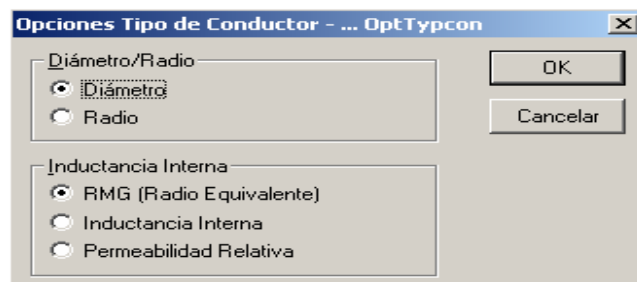 Opciones Tipo de Conductor - ... OptTypcon
Diámetro/Radio
Diámetro
Radio
OK
Cancelar
Inductancia Interna
RMG (Radio Equivalente)
Inductancia Interna
Permeabilidad Relativa